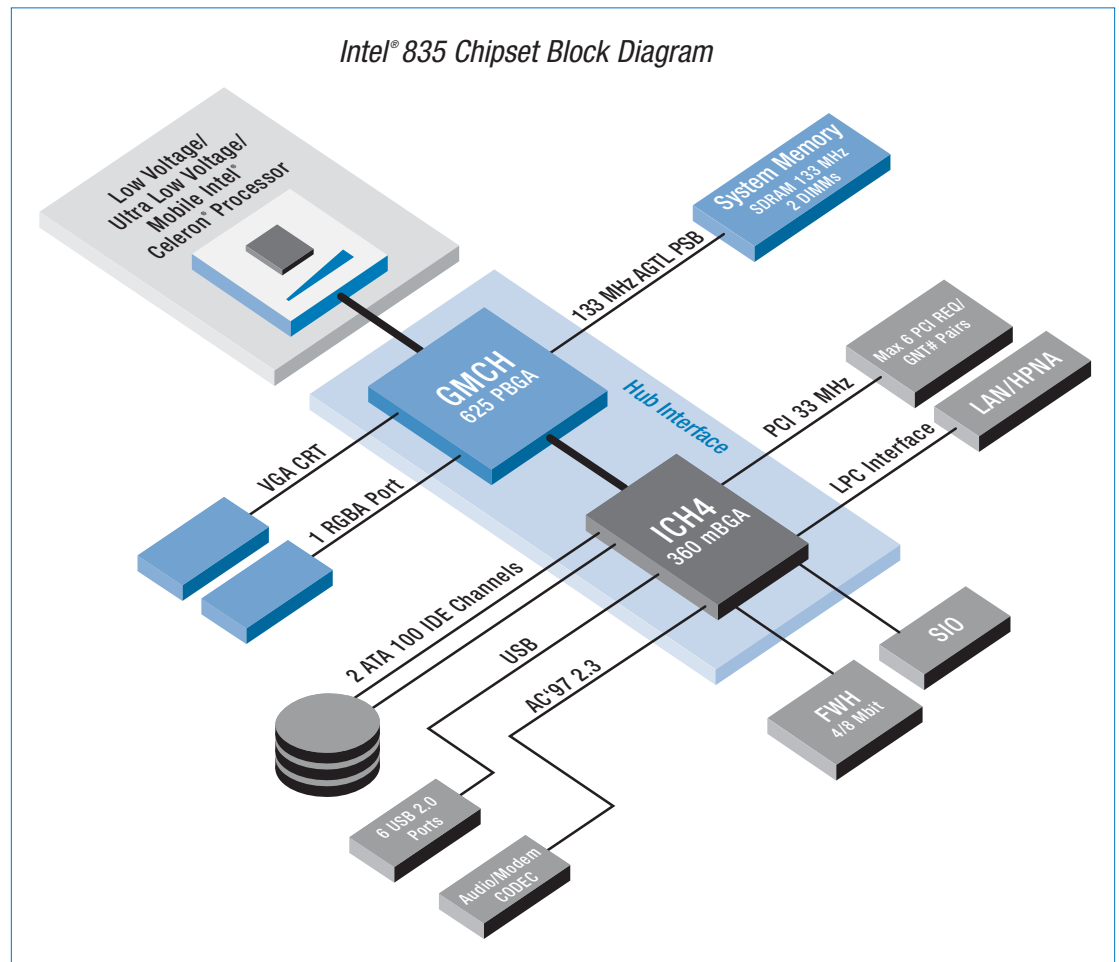 Intel® 835 Chipset Block Diagram
Low Voltage/
Ultra Low Voltage/
Mobile Intel®
Celeron® Processor
System Memory
SDRAM 133 MHz
2 DIMMs
133 MHz AGTL PSB
GMCH
625 PBGA
Hub Interface
Max 6 PCI REQ/
GNT# Pairs
PCI 33 MHz
LAN/HPNA
LPC Interface
VGA CRT
1 RGBA Port
ICH4
360 mBGA
2 ATA 100 IDE Channels
USB
AC‘97 2.3
SIO
FWH
4/8 Mbit
6 USB 2.0
Ports
Audio/Modem
CODEC